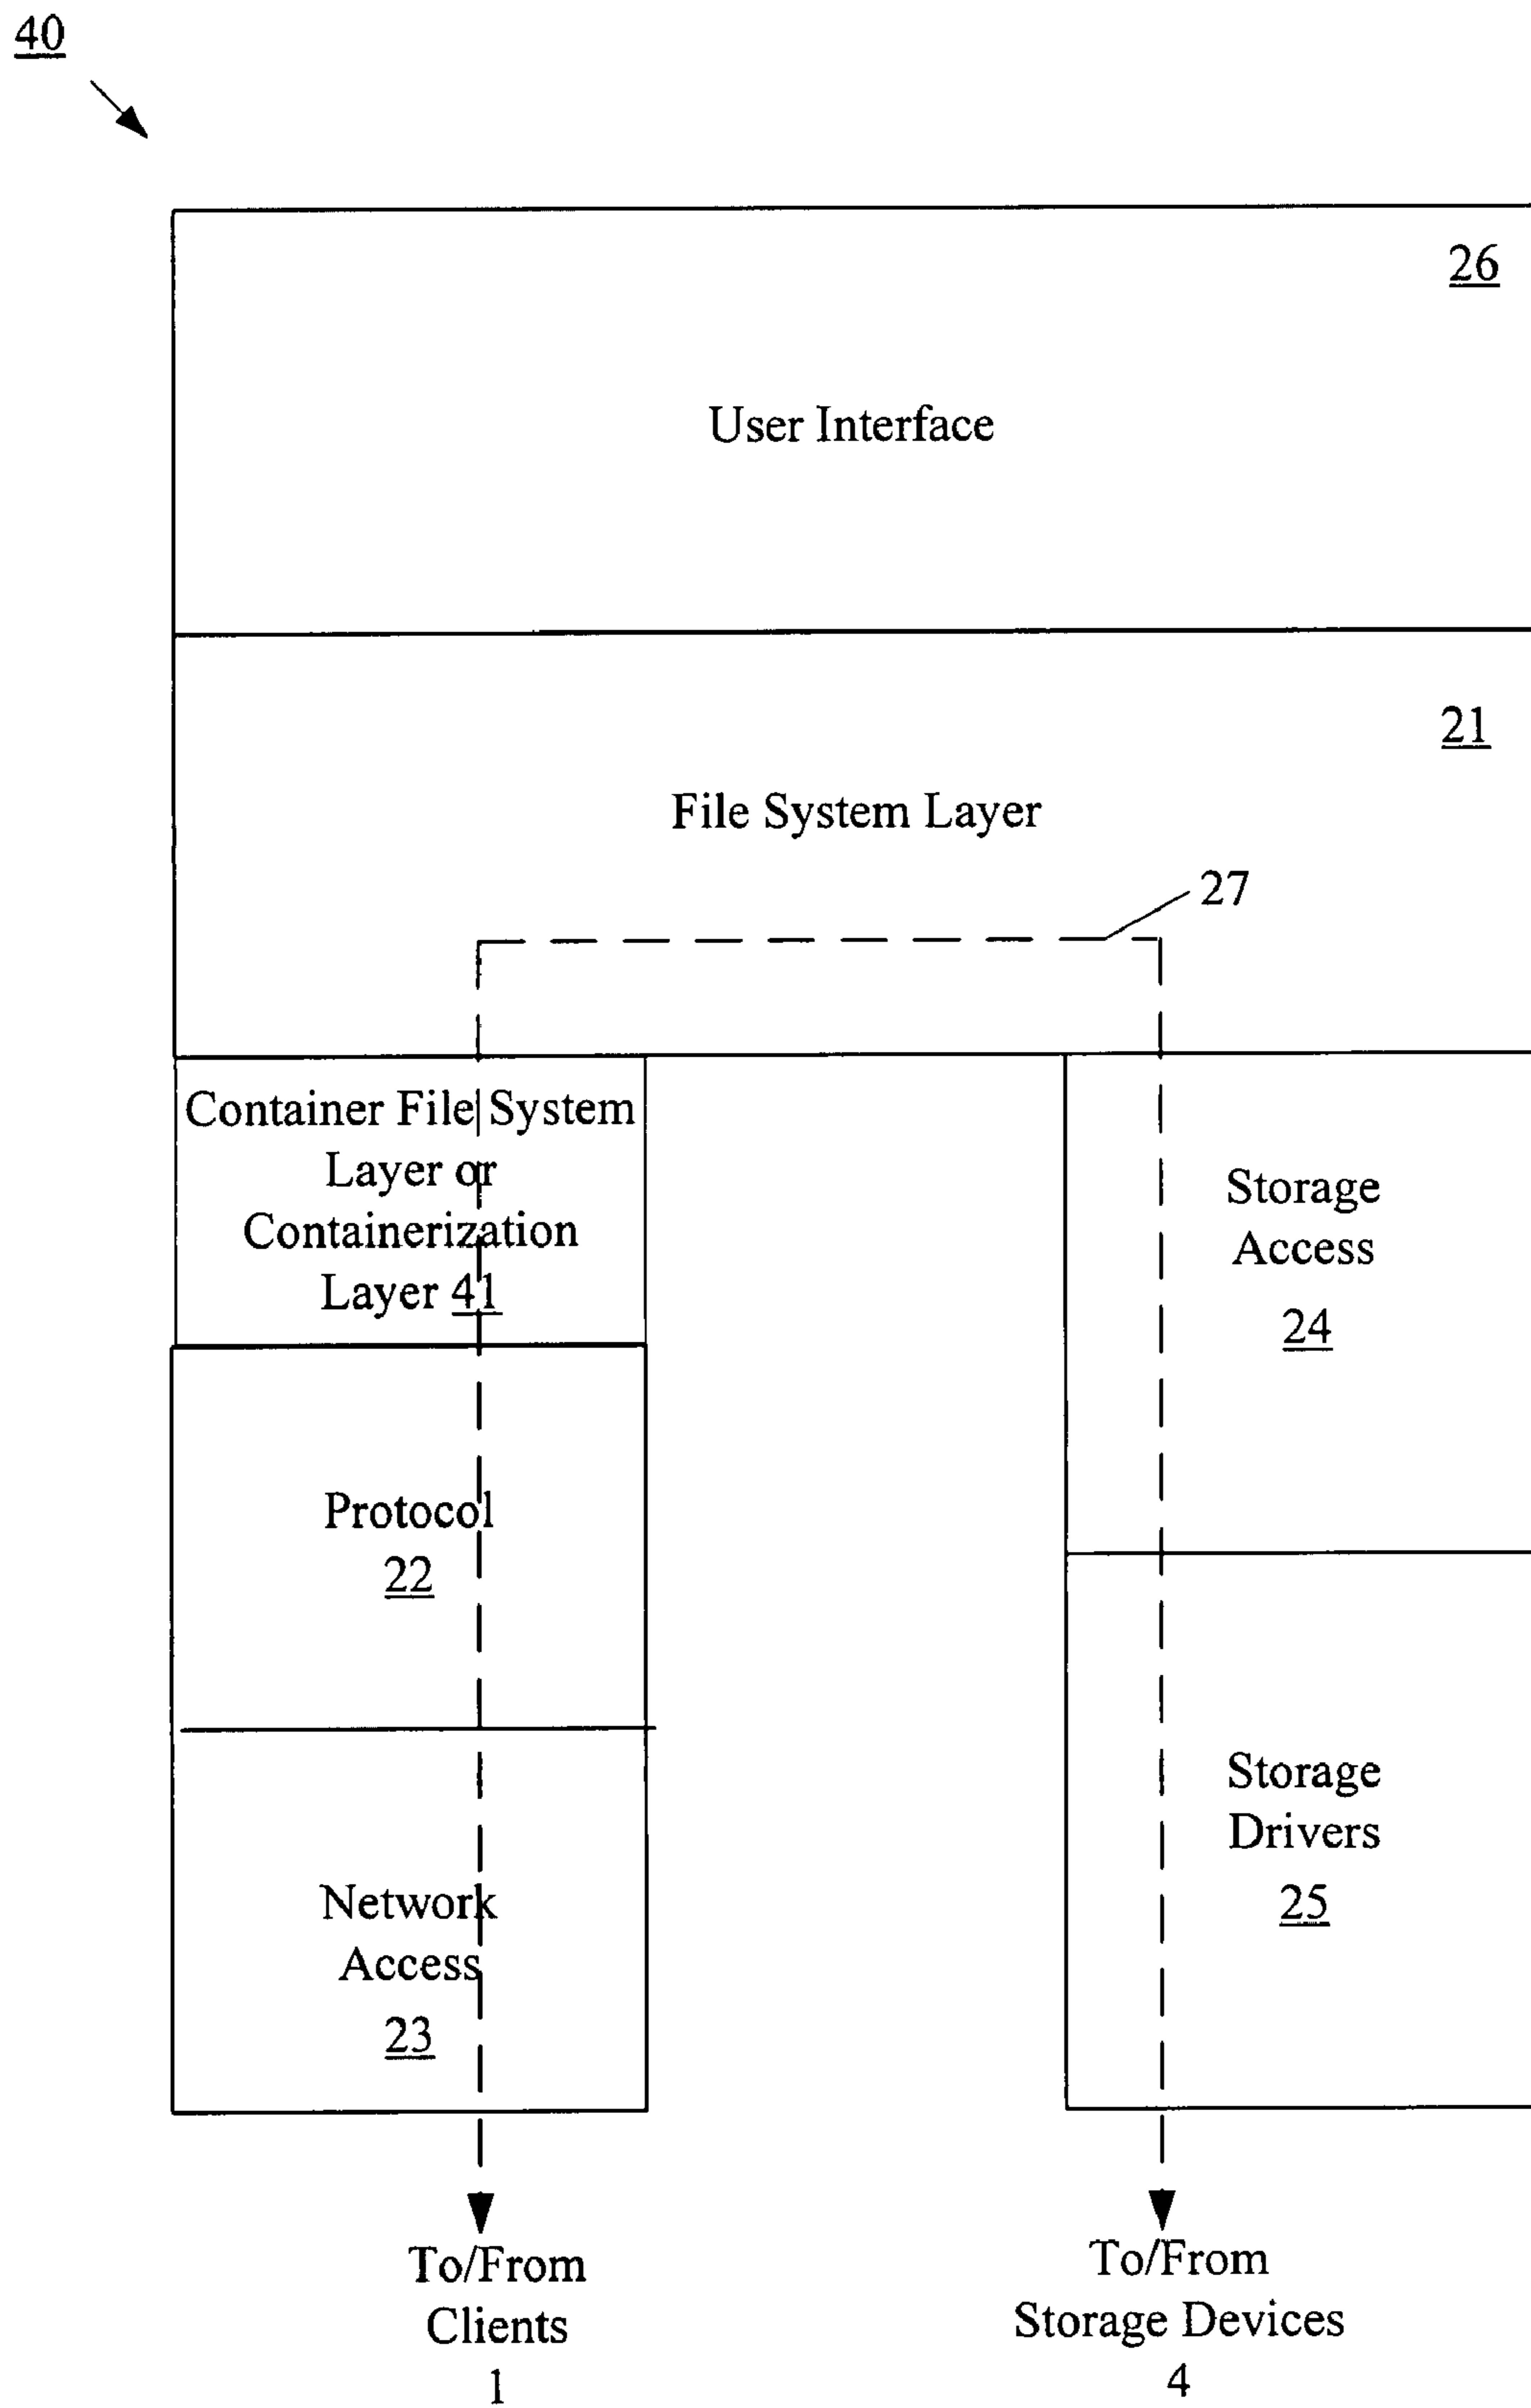 40
26
User Interface
21
File System Layer
27
Container File System
Layer or
Containerization
Layer 41
Storage
Access
24
Protocol
22
Storage
Drivers
25
Network
Access
23
To/From
Clients
1
To/From
Storage Devices
4